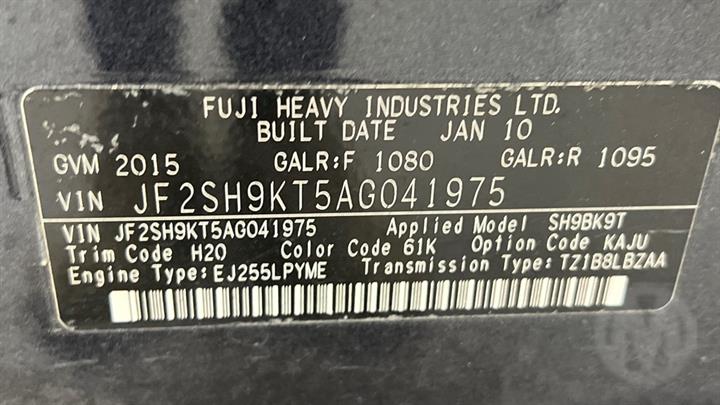 FUJI HEAVY INDUSTRIES LTD.
BUILT DATE JAN 10
GVM 2015 GALR:F 1080 GALR:R 1095
VIN JF2SH9KT5AG041975
VIN JF2SH9KT5AG041975 Applied Model SH9BK9T
Trim Code H20 Color Code 61K Option Code KAJU
Engine Type:EJ255LPYME Transmission Type:TZ1B8LBZAA